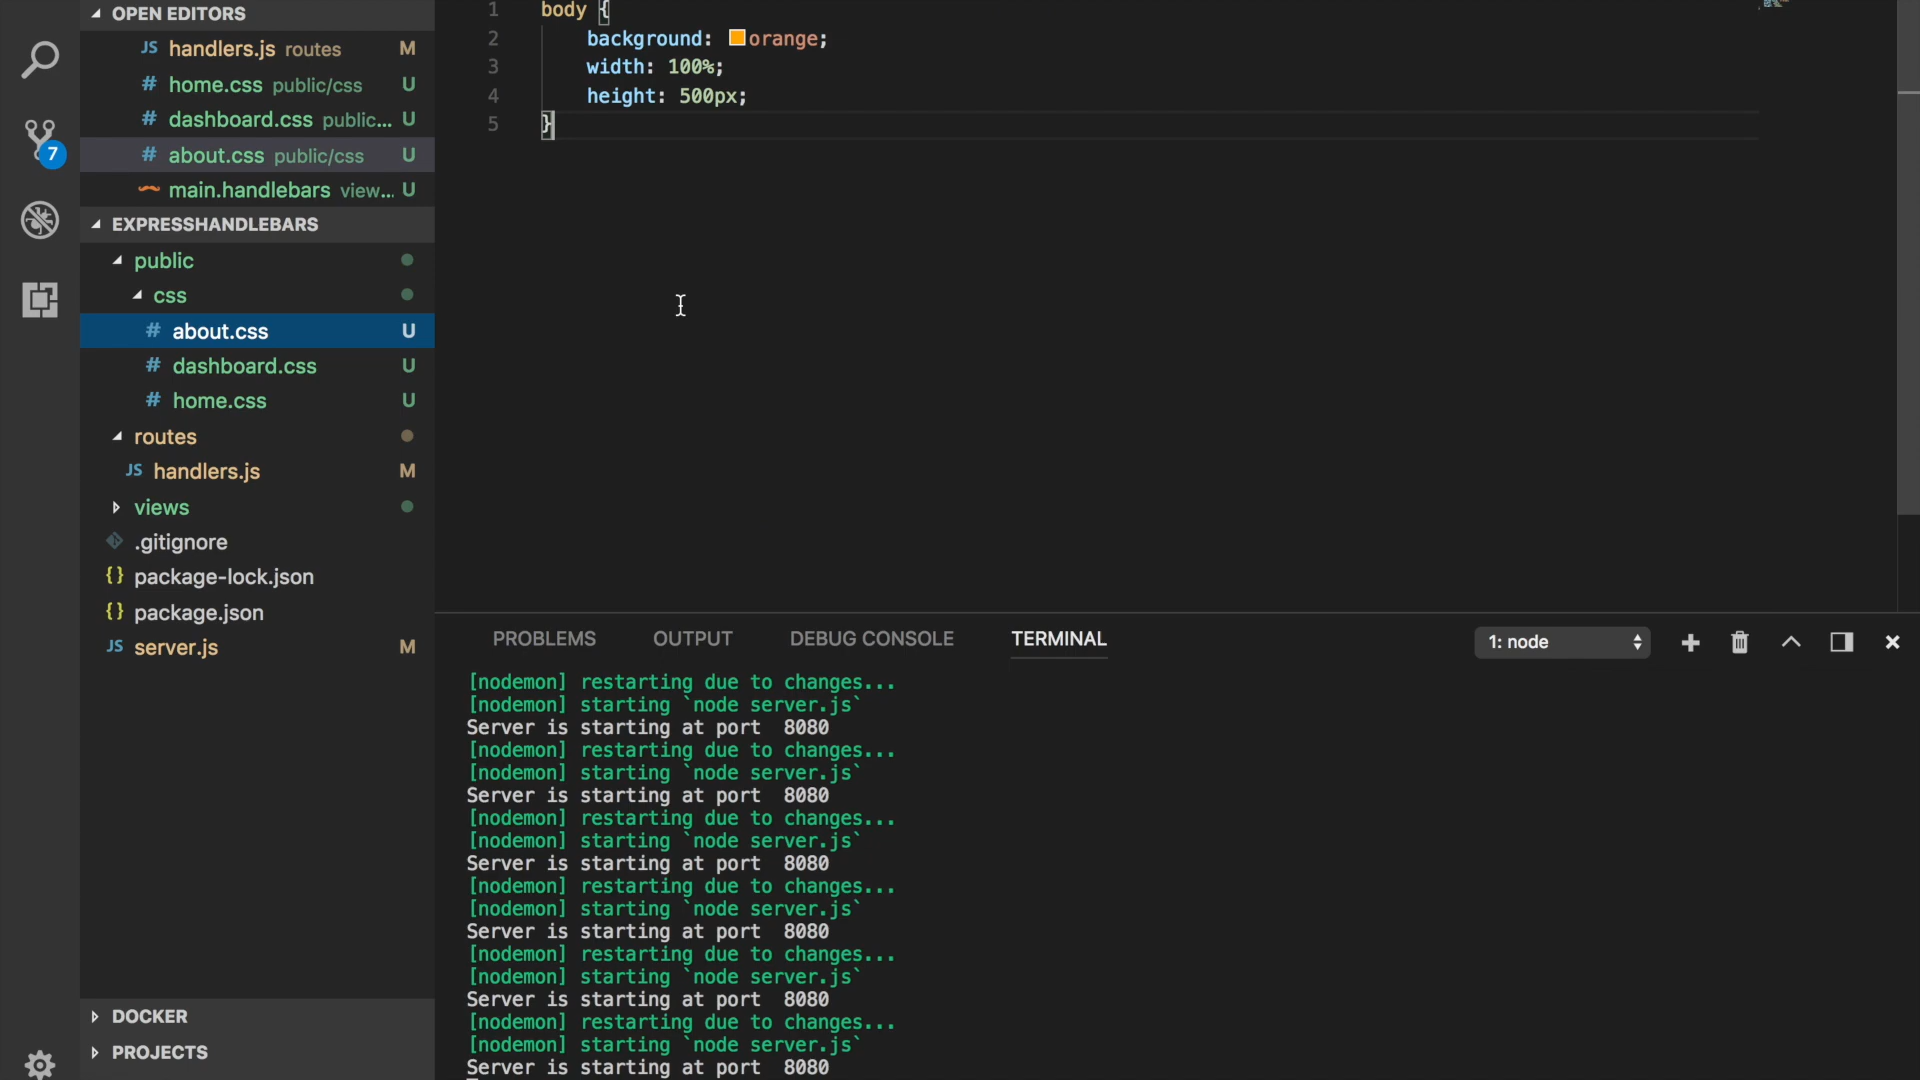 OPEN EDITORS
JS handlers.js routes M
# home.css public/css U
# dashboard.css public... U
# about.css public/css U
main.handlebars view... U
7
EXPRESSHANDLEBARS
public
css
# about.css U
# dashboard.css U
# home.css U
routes
JS handlers.js M
views
.gitignore
{} package-lock.json
{} package.json
JS server.js M
DOCKER
PROJECTS
1 body {
2 background: orange;
3 width: 100%;
4 height: 500px;
5 }
PROBLEMS OUTPUT DEBUG CONSOLE TERMINAL 1: node
[nodemon] restarting due to changes...
[nodemon] starting `node server.js`
Server is starting at port  8080
[nodemon] restarting due to changes...
[nodemon] starting `node server.js`
Server is starting at port  8080
[nodemon] restarting due to changes...
[nodemon] starting `node server.js`
Server is starting at port  8080
[nodemon] restarting due to changes...
[nodemon] starting `node server.js`
Server is starting at port  8080
[nodemon] restarting due to changes...
[nodemon] starting `node server.js`
Server is starting at port  8080
[nodemon] restarting due to changes...
[nodemon] starting `node server.js`
Server is starting at port  8080